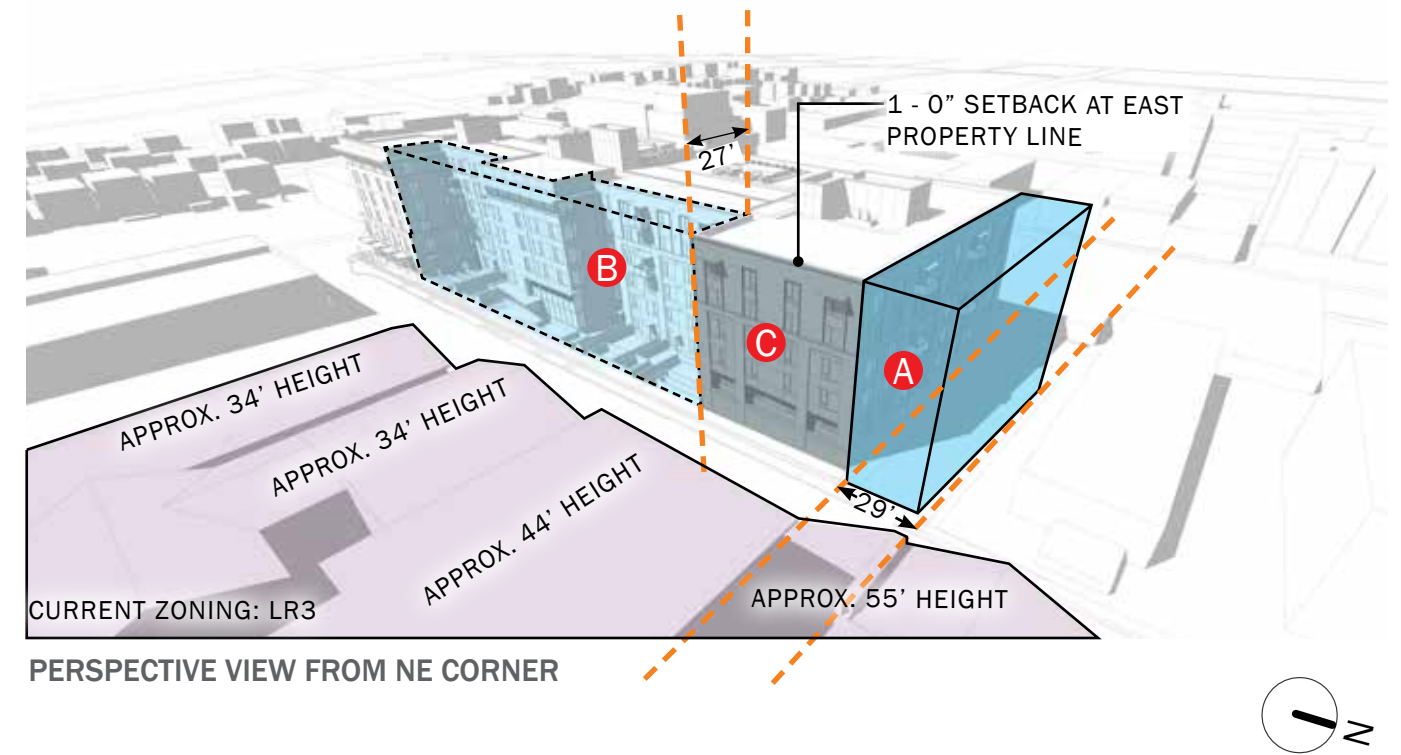 1 - 0” SETBACK AT EAST
PROPERTY LINE
27’
B
C
A
APPROX. 34’ HEIGHT
APPROX. 34’ HEIGHT
APPROX. 44’ HEIGHT
29’
APPROX. 55’ HEIGHT
CURRENT ZONING: LR3
PERSPECTIVE VIEW FROM NE CORNER
N